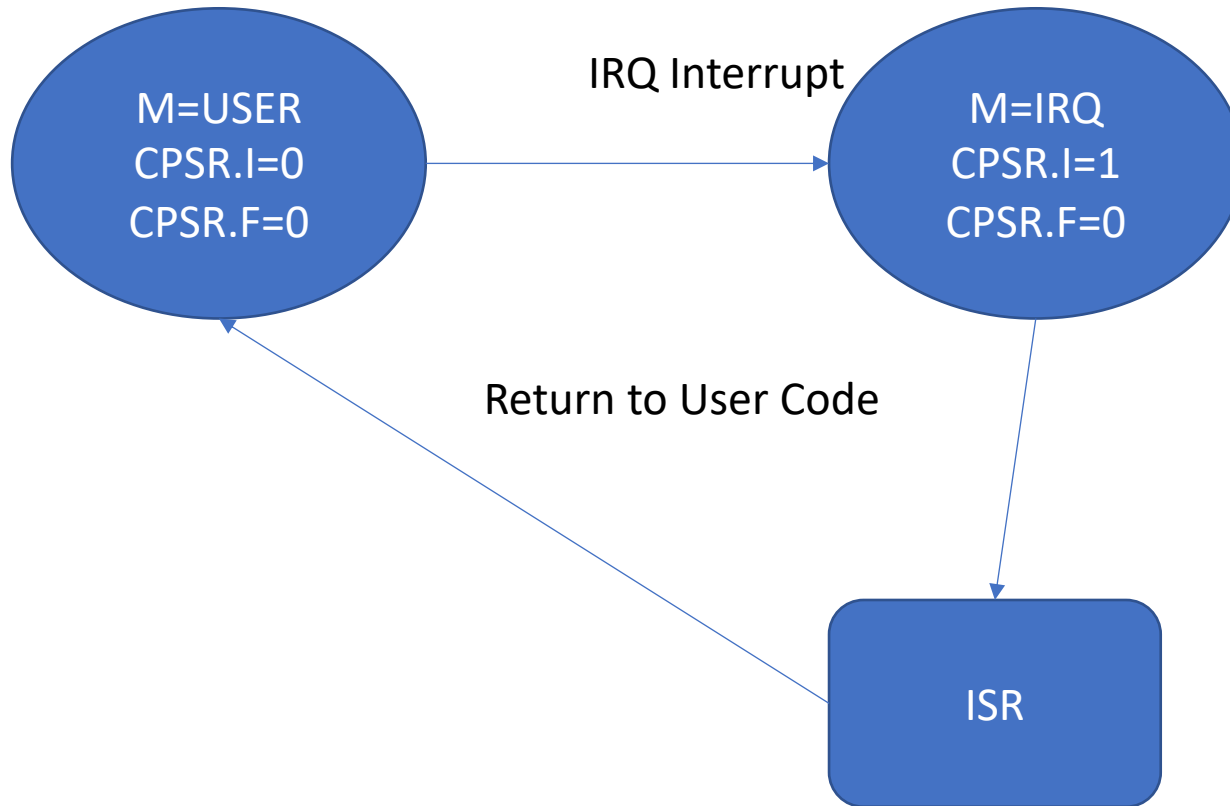 IRQ Interrupt
M=USER
CPSR.I=0
CPSR.F=0
M=IRQ
CPSR.I=1
CPSR.F=0
Return to User Code
ISR